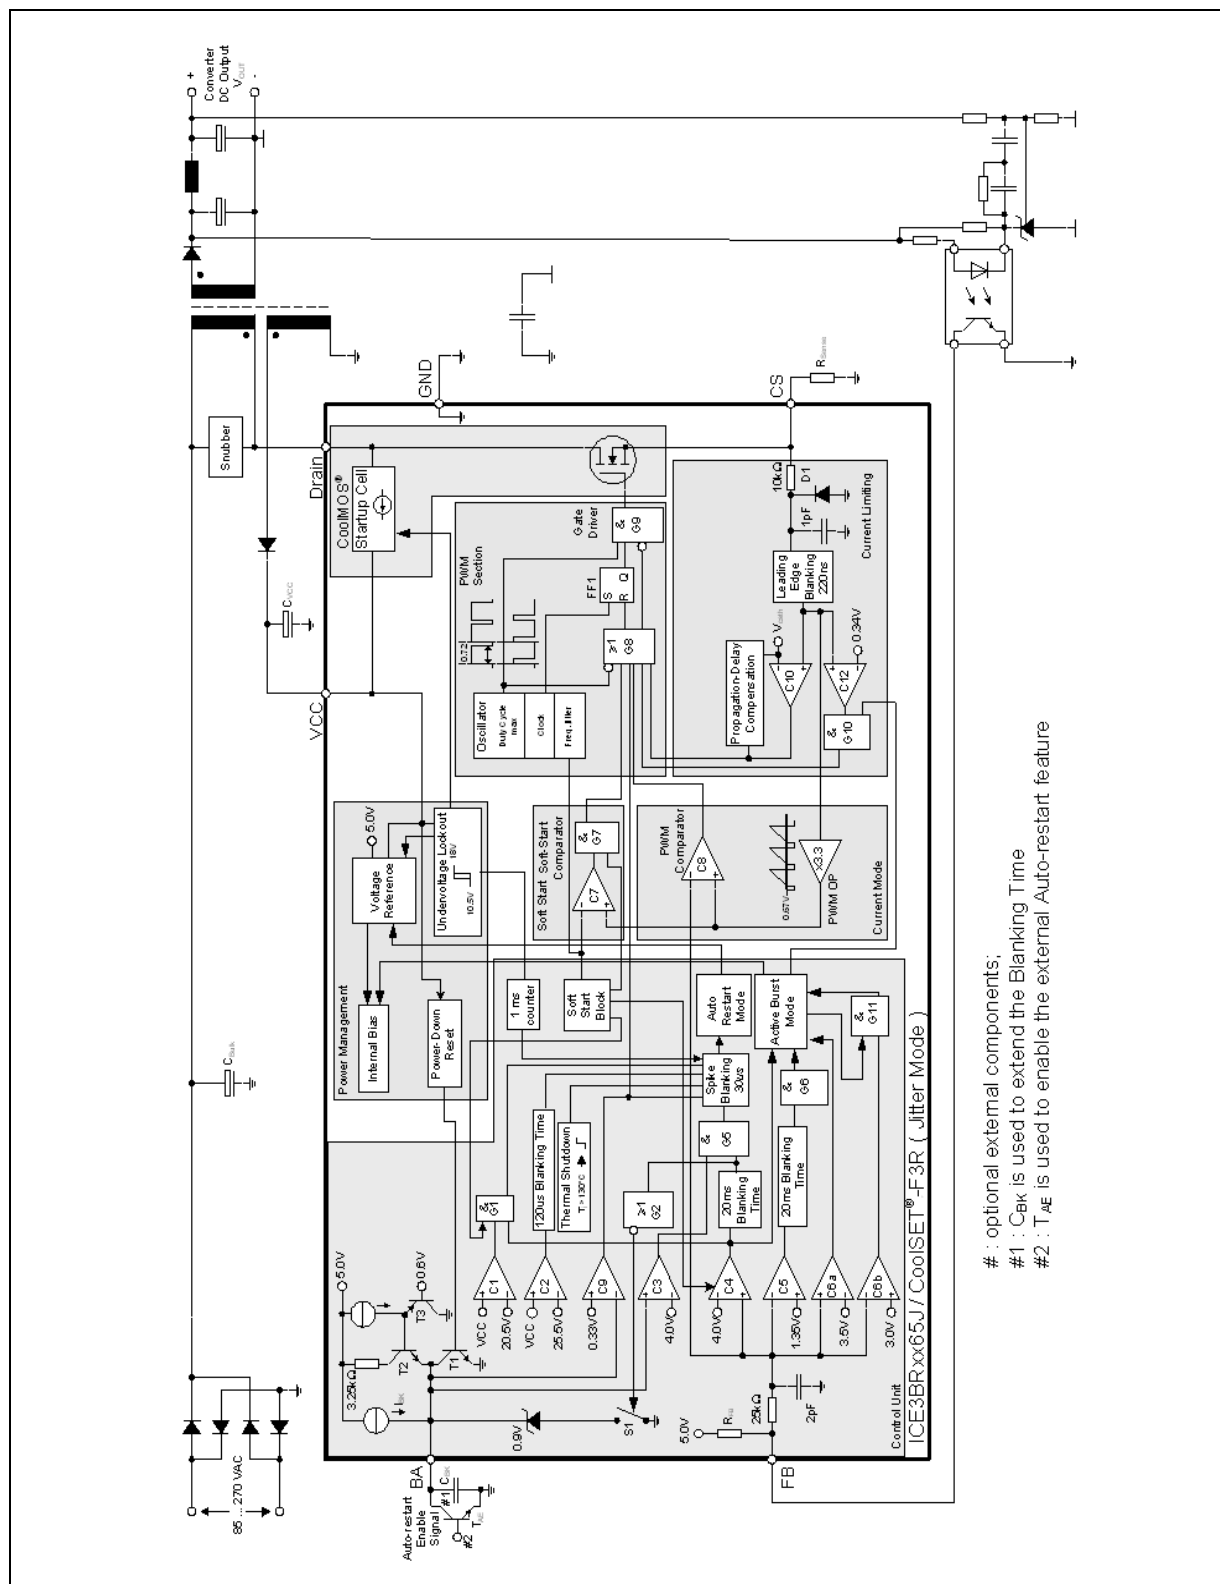 +
Converter
DC Output
VOUT
-
Snubber
85 ... 270 VAC
CBulk
CVCC
VCC
Drain
GND
CS
RSense
BA
FB
Auto-restart
Enable
Signal
#1
CBK
#2
TAE
CoolMOS®
Startup Cell
Power Management
Internal Bias
Voltage
Reference
5.0V
Power-Down
Reset
Undervoltage Lockout
18V
10.5V
PWM
Section
0.72
Oscillator
Duty Cycle
max
Clock
Freq. jitter
Gate
Driver
&
G9
FF1
S
R
Q
≥1
G8
5.0V
3.25kΩ
IBK
T2
T3
0.6V
T1
0.9V
S1
VCC
20.5V
C1
&
G1
VCC
25.5V
C2
120us Blanking Time
Thermal Shutdown
Tj >130°C
0.33V
C9
4.0V
C3
≥1
G2
4.0V
C4
20ms
Blanking
Time
&
G5
1.35V
C5
20ms Blanking
Time
3.5V
C6a
3.0V
C6b
&
G6
&
G11
1 ms
counter
Spike
Blanking
30us
Auto
Restart
Mode
Active Burst
Mode
Soft
Start
Block
Soft Start
Soft-Start
Comparator
C7
&
G7
PWM
Comparator
C8
0.67V
x3.3
PWM OP
Current Mode
Propagation-Delay
Compensation
Vcsth
C10
C12
0.34V
&
G10
Leading
Edge
Blanking
220ns
1pF
10kΩ
D1
Current Limiting
5.0V
RFB
25kΩ
2pF
Control Unit
ICE3BRxx65J / CoolSET®-F3R ( Jitter Mode )
# : optional external components;
#1 : CBK is used to extend the Blanking Time
#2 : TAE is used to enable the external Auto-restart feature